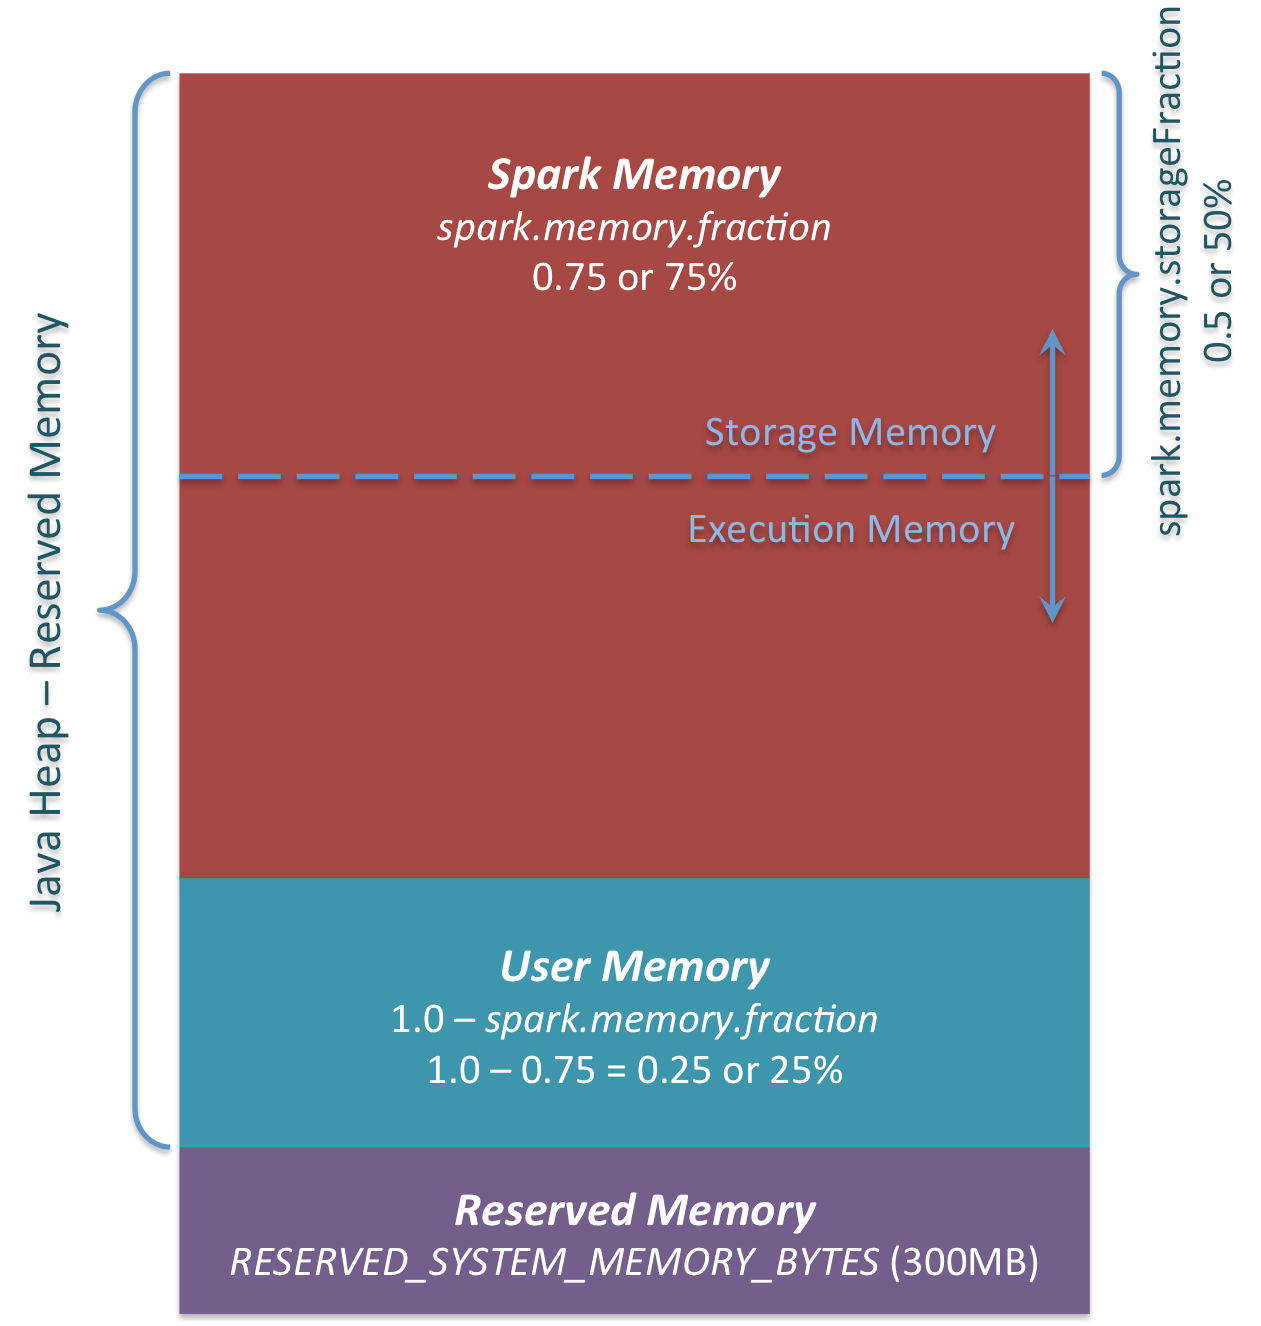 Spark Memory
spark.memory.fraction
0.75 or 75%
Storage Memory
Execution Memory
User Memory
1.0 – spark.memory.fraction
1.0 – 0.75 = 0.25 or 25%
Reserved Memory
RESERVED_SYSTEM_MEMORY_BYTES (300MB)
Java Heap – Reserved Memory
spark.memory.storageFraction
0.5 or 50%